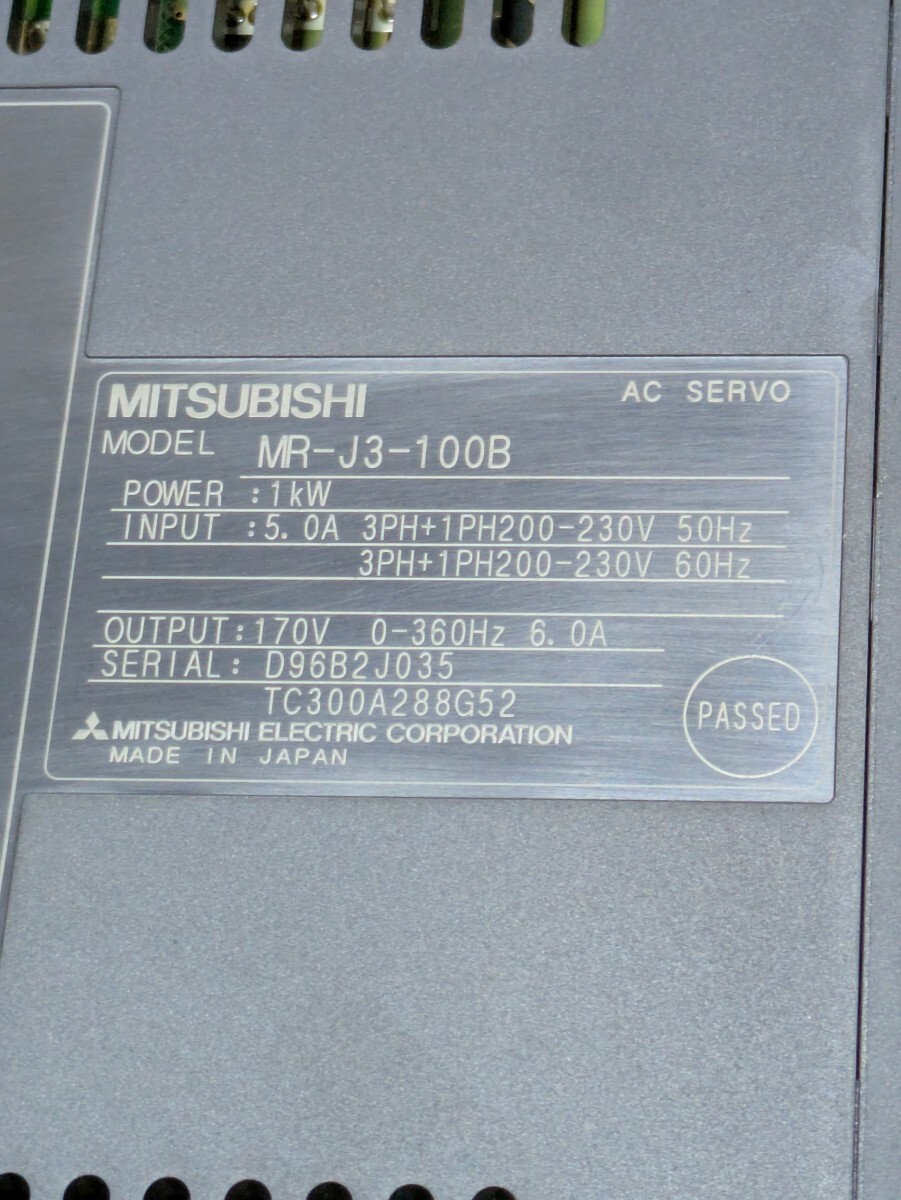 MITSUBISHI AC SERVO
MODEL MR-J3-100B
POWER :1kW
INPUT :5.0A 3PH+1PH200-230V 50Hz
3PH+1PH200-230V 60Hz
OUTPUT:170V 0-360Hz 6.0A
SERIAL: D96B2J035
TC300A288G52
PASSED
MITSUBISHI ELECTRIC CORPORATION
MADE IN JAPAN